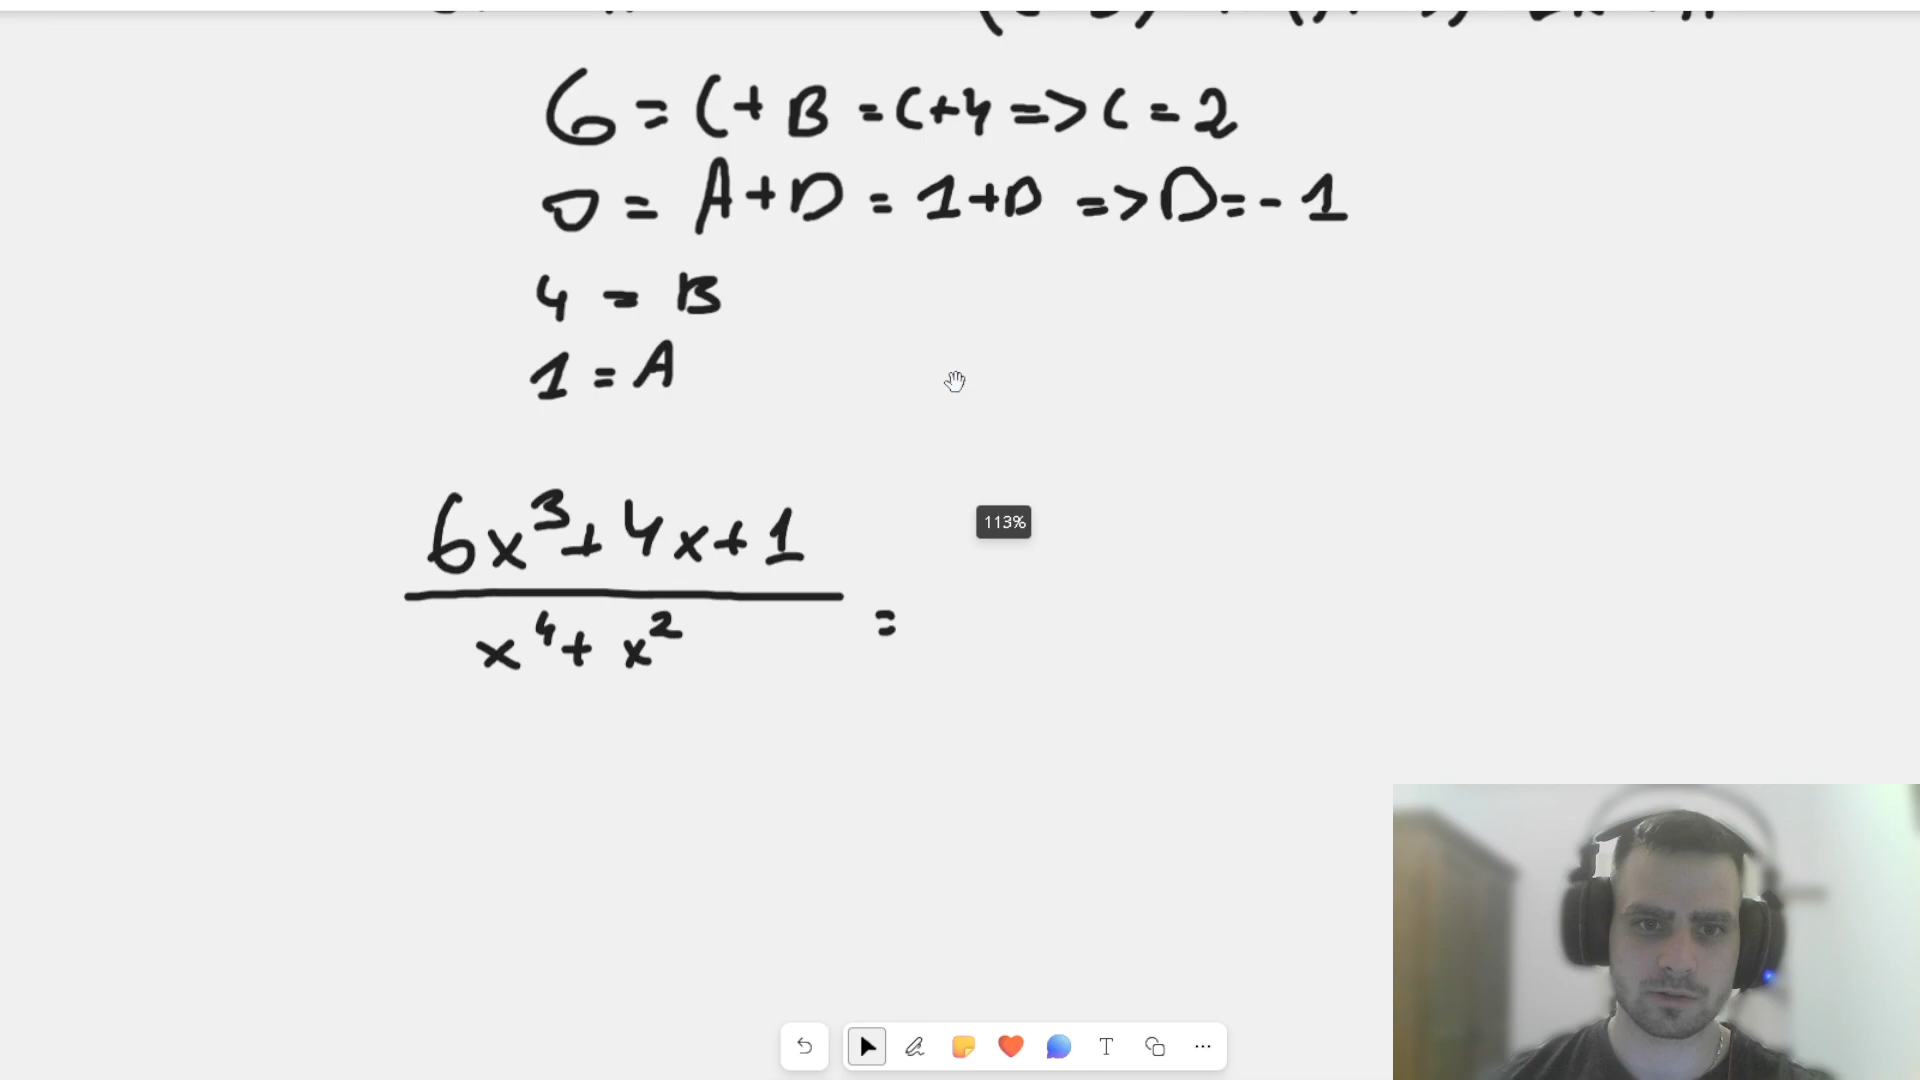 6 = C + B = C + 4 => C = 2
0 = A + D = 1 + D => D = - 1
4 = B
1 = A
6x³ + 4x + 1
x⁴ + x² =
113%
T